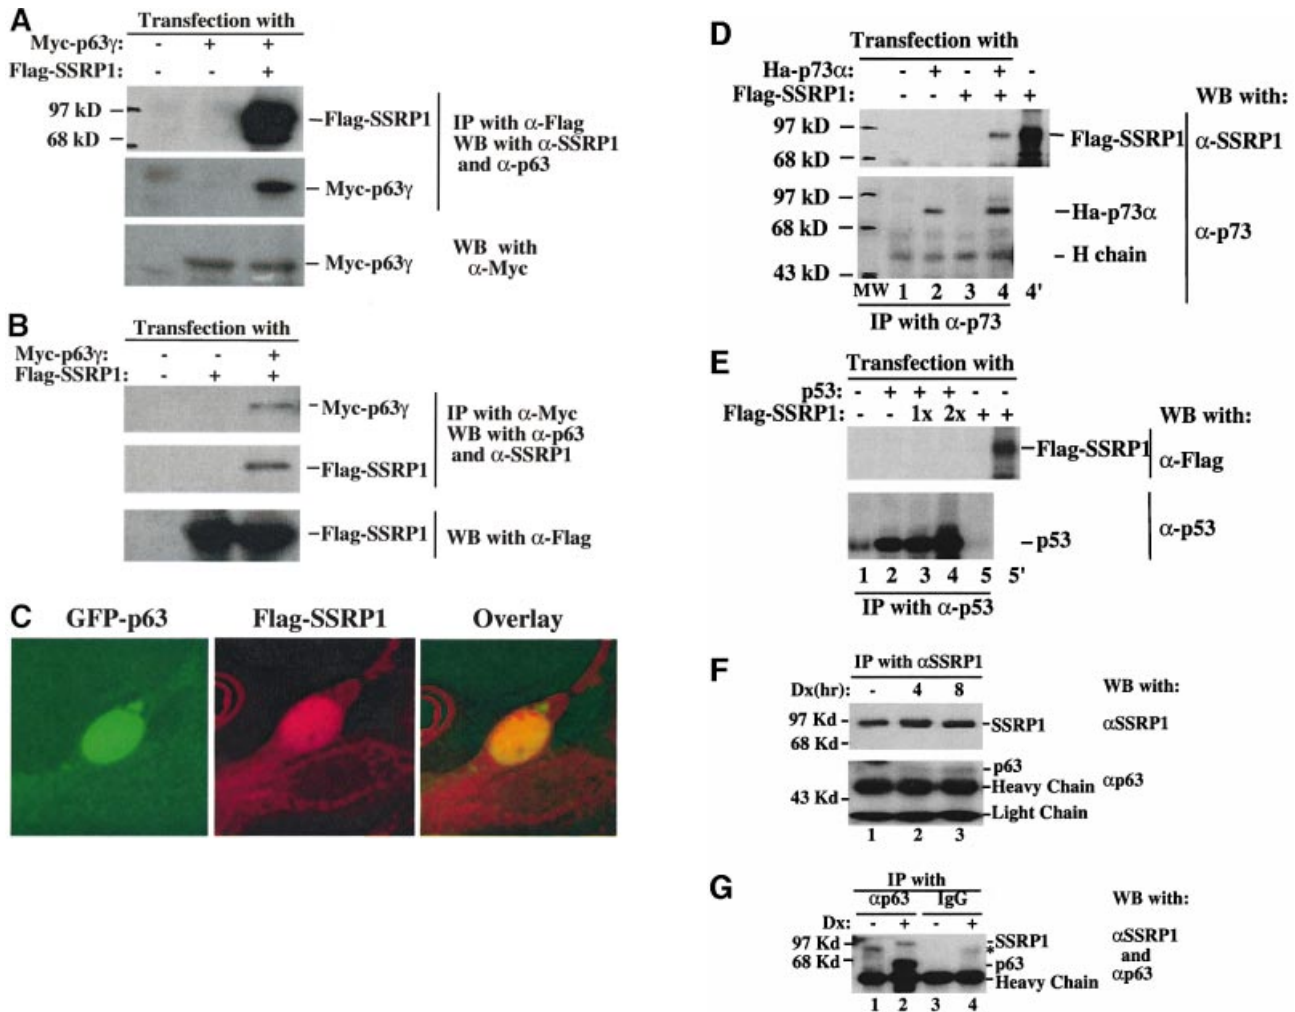 A
Transfection with
Myc-p63γ: - + +
Flag-SSRP1: - - +
97 kD
68 kD
Flag-SSRP1
Myc-p63γ
IP with α-Flag
WB with α-SSRP1
and α-p63
Myc-p63γ
WB with
α-Myc
B
Transfection with
Myc-p63γ: - - +
Flag-SSRP1: - + +
Myc-p63γ
Flag-SSRP1
IP with α-Myc
WB with α-p63
and α-SSRP1
Flag-SSRP1
WB with α-Flag
C
GFP-p63 Flag-SSRP1 Overlay
D
Transfection with
Ha-p73α: - + - + -
Flag-SSRP1: - - + + +
WB with:
97 kD
68 kD
Flag-SSRP1
α-SSRP1
97 kD
68 kD
43 kD
Ha-p73α
H chain
α-p73
MW 1 2 3 4 4'
IP with α-p73
E
Transfection with
p53: - + + + - -
Flag-SSRP1: - - 1x 2x + +
WB with:
Flag-SSRP1
α-Flag
p53
α-p53
1 2 3 4 5 5'
IP with α-p53
F
IP with αSSRP1
Dx(hr): - 4 8
WB with:
97 Kd
68 Kd
SSRP1
αSSRP1
p63
Heavy Chain
αp63
43 Kd
Light Chain
1 2 3
G
IP with
αp63 IgG
WB with:
Dx: - + - +
97 Kd
68 Kd
SSRP1
*
p63
Heavy Chain
αSSRP1
and
αp63
1 2 3 4